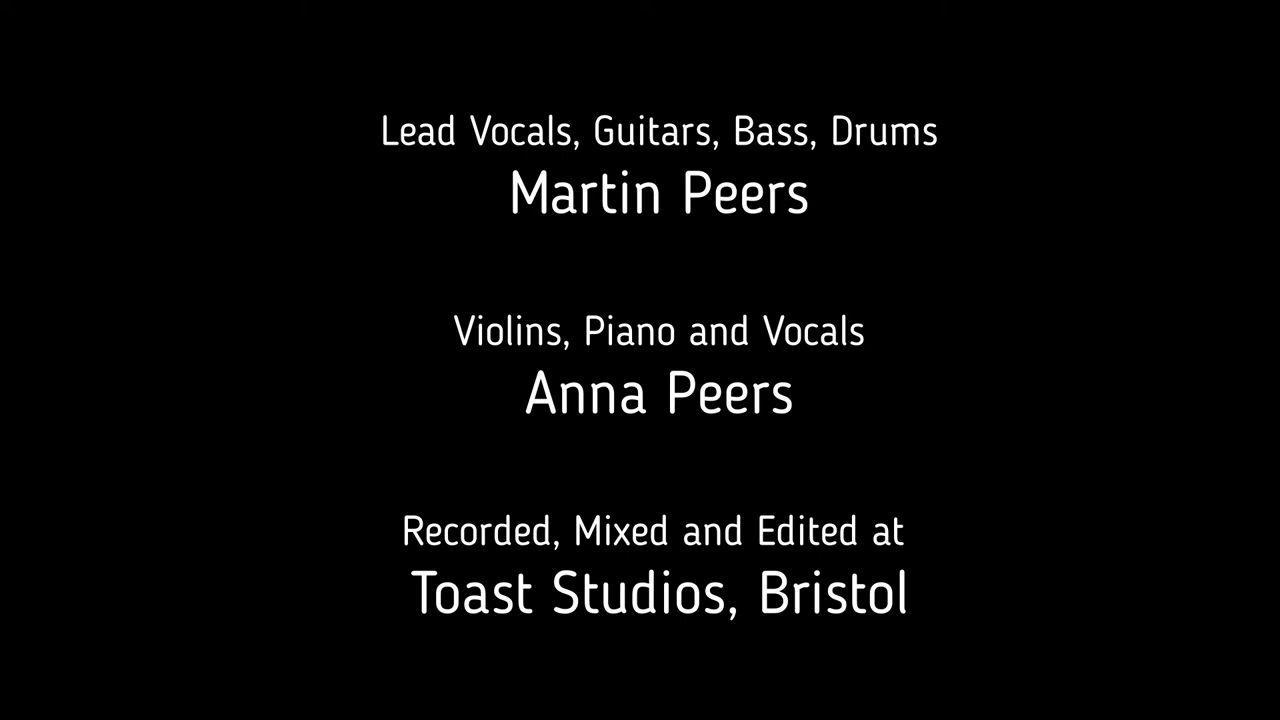 Lead Vocals, Guitars, Bass, Drums
Martin Peers
Violins, Piano and Vocals
Anna Peers
Recorded, Mixed and Edited at
Toast Studios, Bristol